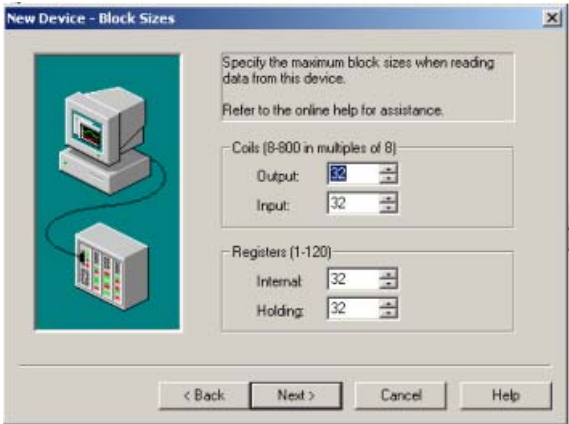 New Device - Block Sizes
Specify the maximum block sizes when reading
data from this device.
Refer to the online help for assistance.
Coils (8-800 in multiples of 8)
Output: 32
Input: 32
Registers (1-120)
Internal: 32
Holding: 32
< Back Next > Cancel Help